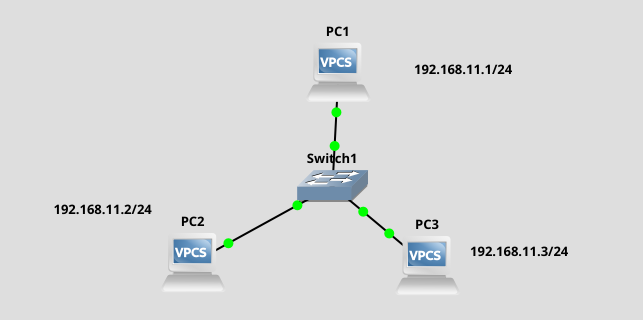 PC1
VPCS
192.168.11.1/24
Switch1
192.168.11.2/24
PC2
VPCS
PC3
VPCS
192.168.11.3/24